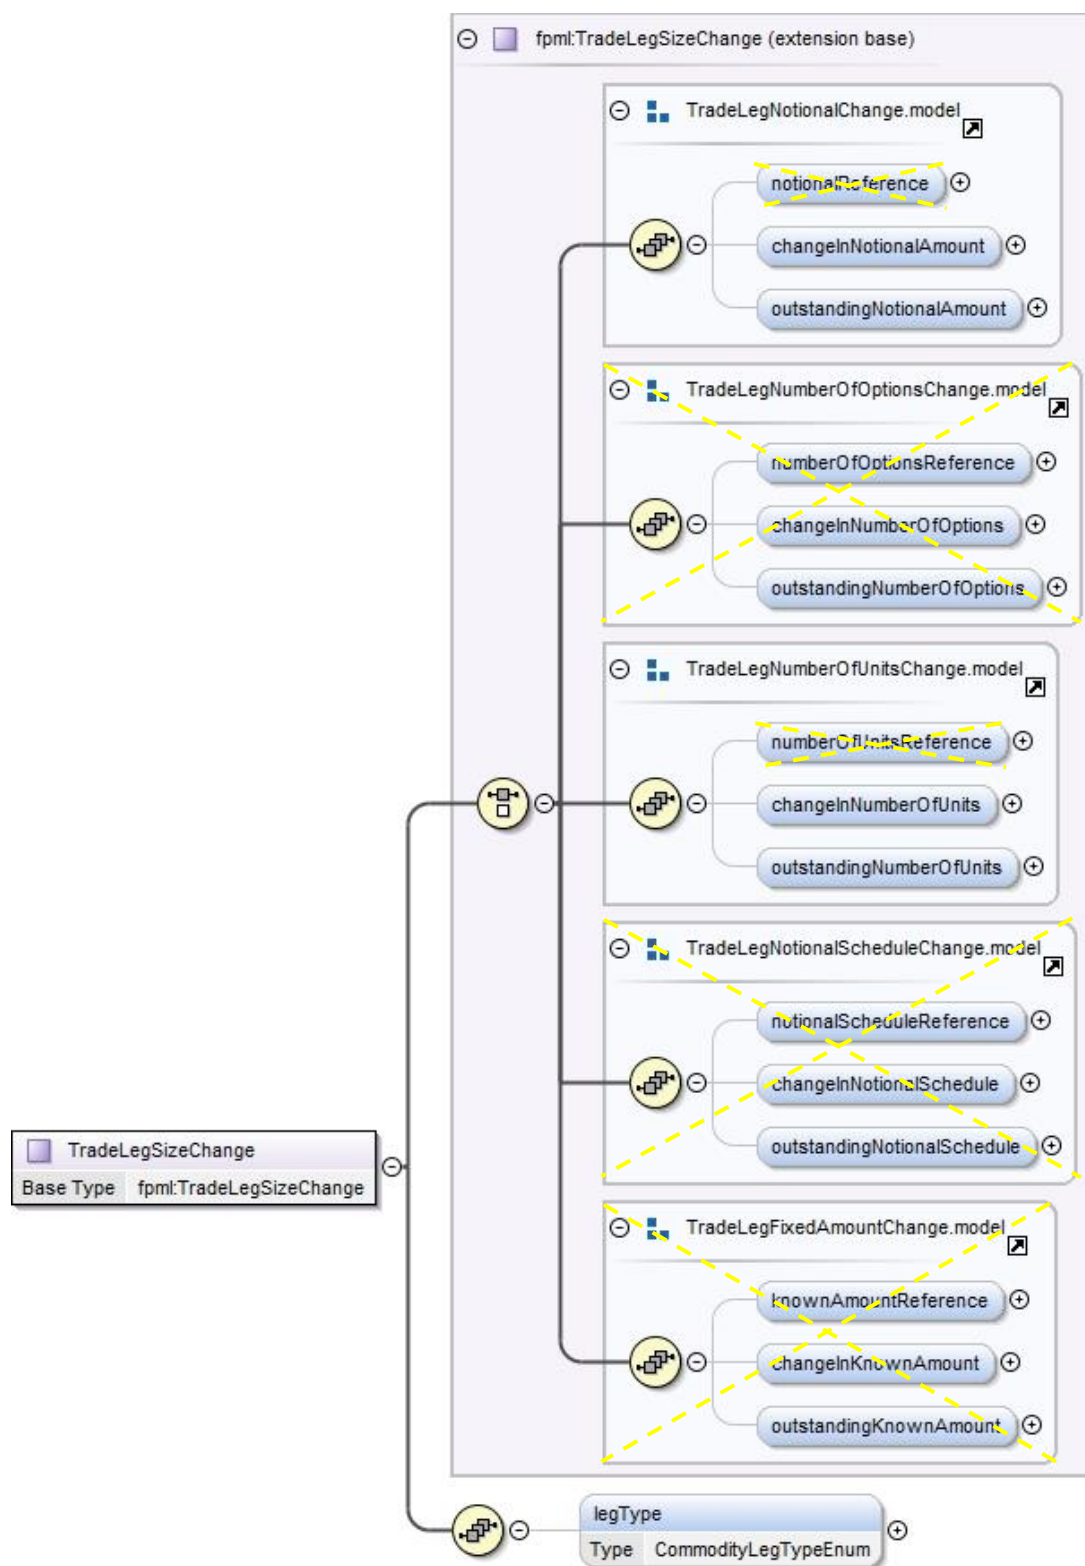 fpml:TradeLegSizeChange (extension base)
TradeLegNotionalChange.model
notionalReference
changeInNotionalAmount
outstandingNotionalAmount
TradeLegNumberOfOptionsChange.model
numberOfOptionsReference
changeInNumberOfOptions
outstandingNumberOfOptions
TradeLegNumberOfUnitsChange.model
numberOfUnitsReference
changeInNumberOfUnits
outstandingNumberOfUnits
TradeLegNotionalScheduleChange.model
notionalScheduleReference
changeInNotionalSchedule
outstandingNotionalSchedule
TradeLegSizeChange
Base Type fpml:TradeLegSizeChange
TradeLegFixedAmountChange.model
knownAmountReference
changeInKnownAmount
outstandingKnownAmount
legType
Type CommodityLegTypeEnum